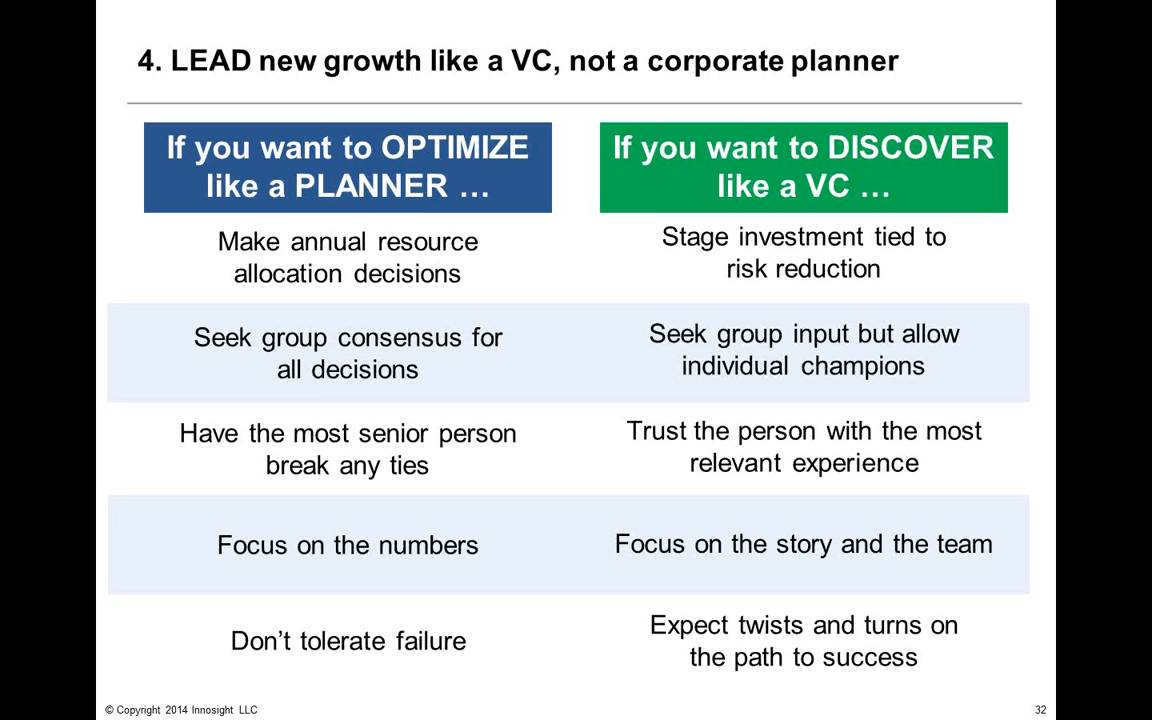 4. LEAD new growth like a VC, not a corporate planner
If you want to OPTIMIZE
like a PLANNER …
If you want to DISCOVER
like a VC …
Make annual resource
allocation decisions
Stage investment tied to
risk reduction
Seek group consensus for
all decisions
Seek group input but allow
individual champions
Have the most senior person
break any ties
Trust the person with the most
relevant experience
Focus on the numbers
Focus on the story and the team
Don’t tolerate failure
Expect twists and turns on
the path to success
© Copyright 2014 Innosight LLC
32